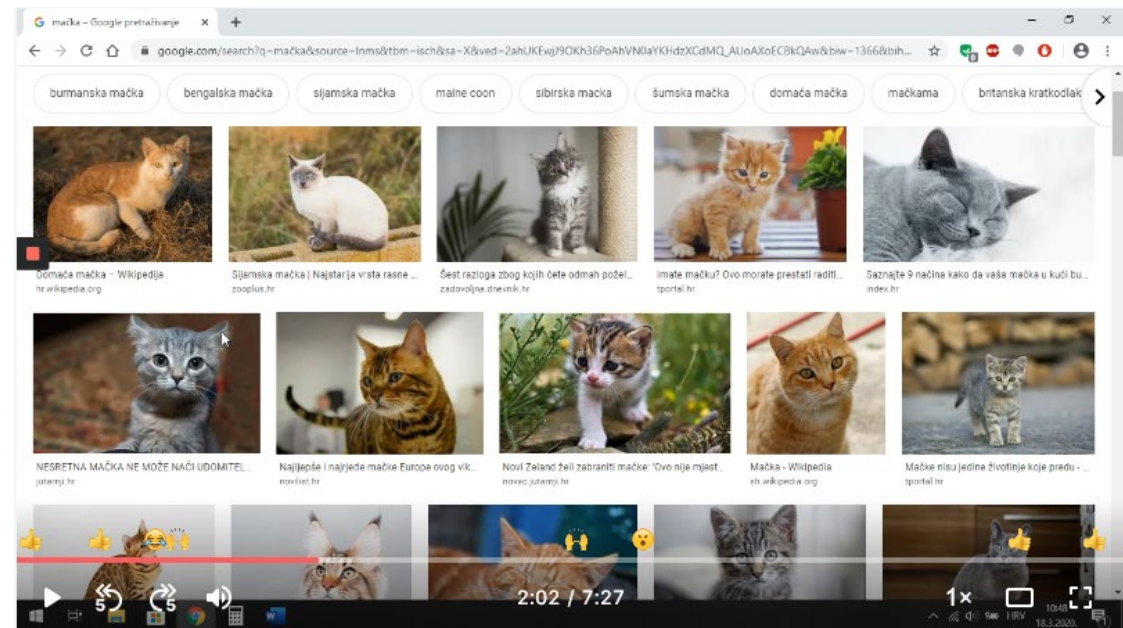 mačka – Google pretraživanje
google.com/search?q=mačka&source=lnms&tbm=isch&sa=X&ved=2ahUKEwjJ9OKh36PoAhVN0aYKHdzXCdMQ_AUoAXoECBkQAw&biw=1366&bih...
burmanska mačka bengalska mačka sijamska mačka maine coon sibirska macka šumska mačka domaća mačka mačkama britanska kratkodlak
Domaća mačka – Wikipedija
hr.wikipedia.org
Sijamska mačka | Najstarija vrsta rasne ...
zooplus.hr
Šest razloga zbog kojih ćete odmah požel...
zadovoljna.dnevnik.hr
Imate mačku? Ovo morate prestati raditi...
tportal.hr
Saznajte 9 načina kako da vaša mačka u kući bu...
index.hr
NESRETNA MAČKA NE MOŽE NAĆI UDOMITEL...
jutarnji.hr
Najljepše i najrjeđe mačke Europe ovog vik...
novilist.hr
Novi Zeland želi zabraniti mačke: 'Ovo nije mjest...
novac.jutarnji.hr
Mačka - Wikipedia
sh.wikipedia.org
Mačke nisu jedine životinje koje predu - ...
tportal.hr
5 5 2:02 / 7:27 1×
HRV 10:48
18.3.2020.